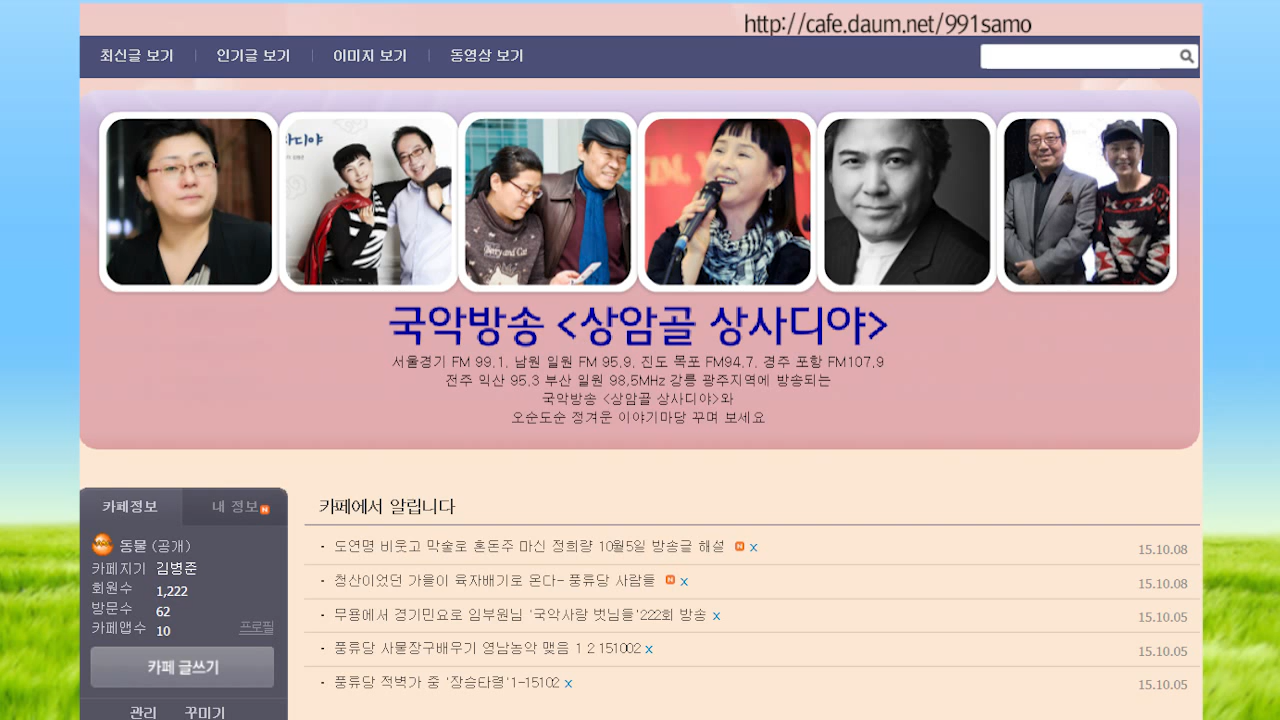 http://cafe.daum.net/991samo
최신글 보기 | 인기글 보기 | 이미지 보기 | 동영상 보기
국악방송 <상암골 상사디야>
서울경기 FM 99.1, 남원 일원 FM 95.9, 진도 목포 FM94.7, 경주 포항 FM107.9
전주 익산 95.3 부산 일원 98.5MHz 강릉 광주지역에 방송되는
국악방송 <상암골 상사디야>와
오순도순 정겨운 이야기마당 꾸며 보세요
카페정보 내 정보 N
동물 (공개)
카페지기 김병준
회원수 1,222
방문수 62
카페앱수 10 프로필
카페 글쓰기
관리 꾸미기
카페에서 알립니다
· 도연명 비웃고 막술로 혼돈주 마신 정희량 10월5일 방송글 해설 N x 15.10.08
· 청산이었던 가을이 육자배기로 온다- 풍류당 사람들 N x 15.10.08
· 무용에서 경기민요로 임부원님 '국악사랑 벗님들'222회 방송 x 15.10.05
· 풍류당 사물장구배우기 영남농악 맺음 1 2 151002 x 15.10.05
· 풍류당 적벽가 중 '장승타령'1-15102 x 15.10.05